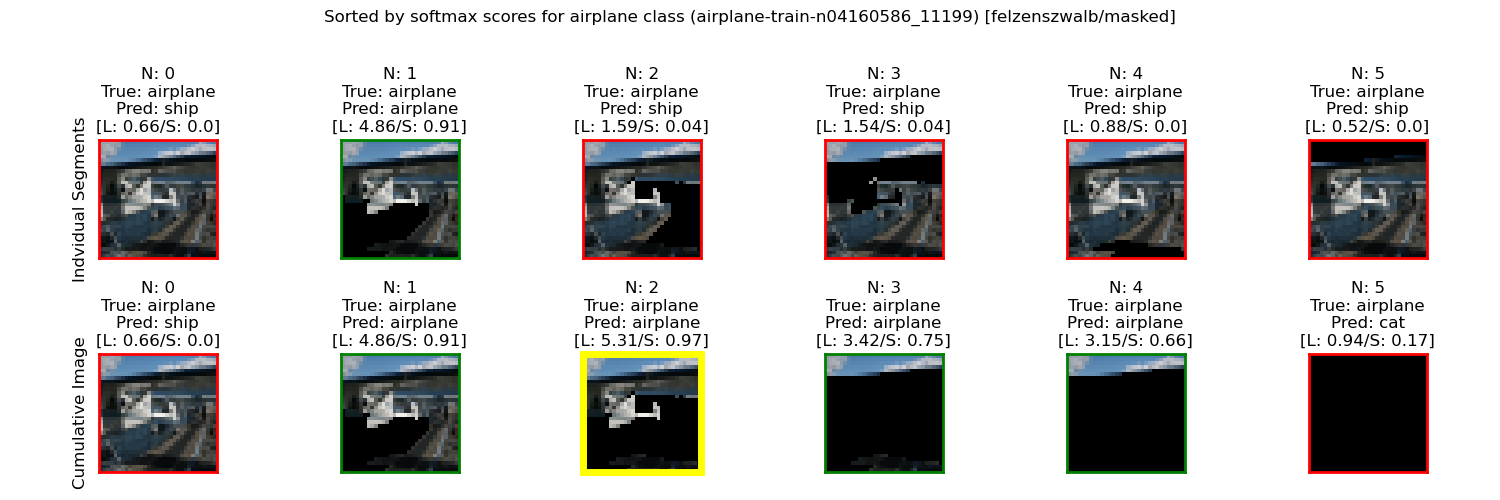 Sorted by softmax scores for airplane class (airplane-train-n04160586_11199) [felzenszwalb/masked]
Indvidual Segments
N: 0
True: airplane
Pred: ship
[L: 0.66/S: 0.0]
N: 1
True: airplane
Pred: airplane
[L: 4.86/S: 0.91]
N: 2
True: airplane
Pred: ship
[L: 1.59/S: 0.04]
N: 3
True: airplane
Pred: ship
[L: 1.54/S: 0.04]
N: 4
True: airplane
Pred: ship
[L: 0.88/S: 0.0]
N: 5
True: airplane
Pred: ship
[L: 0.52/S: 0.0]
Cumulative Image
N: 0
True: airplane
Pred: ship
[L: 0.66/S: 0.0]
N: 1
True: airplane
Pred: airplane
[L: 4.86/S: 0.91]
N: 2
True: airplane
Pred: airplane
[L: 5.31/S: 0.97]
N: 3
True: airplane
Pred: airplane
[L: 3.42/S: 0.75]
N: 4
True: airplane
Pred: airplane
[L: 3.15/S: 0.66]
N: 5
True: airplane
Pred: cat
[L: 0.94/S: 0.17]